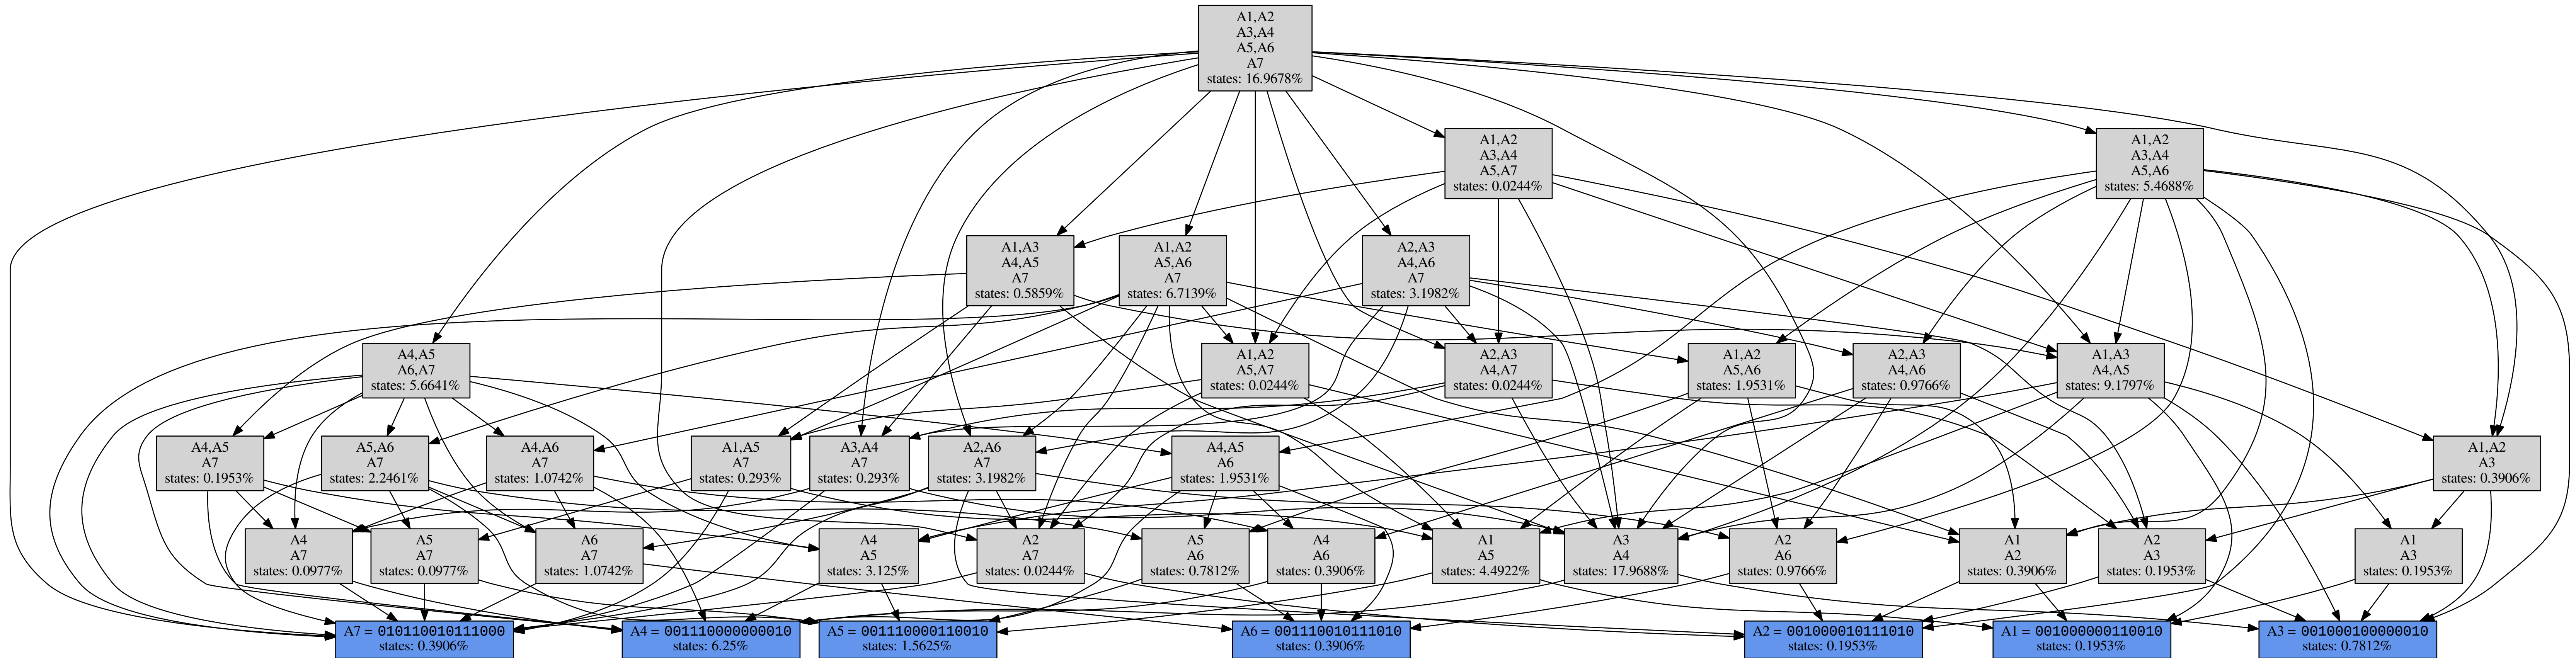 A1,A2
A3,A4
A5,A6
A7
states: 16.9678%
A1,A2
A3,A4
A5,A7
states: 0.0244%
A1,A2
A3,A4
A5,A6
states: 5.4688%
A1,A3
A4,A5
A7
states: 0.5859%
A1,A2
A5,A6
A7
states: 6.7139%
A2,A3
A4,A6
A7
states: 3.1982%
A4,A5
A6,A7
states: 5.6641%
A1,A2
A5,A7
states: 0.0244%
A2,A3
A4,A7
states: 0.0244%
A1,A2
A5,A6
states: 1.9531%
A2,A3
A4,A6
states: 0.9766%
A1,A3
A4,A5
states: 9.1797%
A4,A5
A7
states: 0.1953%
A5,A6
A7
states: 2.2461%
A4,A6
A7
states: 1.0742%
A1,A5
A7
states: 0.293%
A3,A4
A7
states: 0.293%
A2,A6
A7
states: 3.1982%
A4,A5
A6
states: 1.9531%
A1,A2
A3
states: 0.3906%
A4
A7
states: 0.0977%
A5
A7
states: 0.0977%
A6
A7
states: 1.0742%
A4
A5
states: 3.125%
A2
A7
states: 0.0244%
A5
A6
states: 0.7812%
A4
A6
states: 0.3906%
A1
A5
states: 4.4922%
A3
A4
states: 17.9688%
A2
A6
states: 0.9766%
A1
A2
states: 0.3906%
A2
A3
states: 0.1953%
A1
A3
states: 0.1953%
A7 = 010110010111000
states: 0.3906%
A4 = 001110000000010
states: 6.25%
A5 = 001110000110010
states: 1.5625%
A6 = 001110010111010
states: 0.3906%
A2 = 001000010111010
states: 0.1953%
A1 = 001000000110010
states: 0.1953%
A3 = 001000100000010
states: 0.7812%